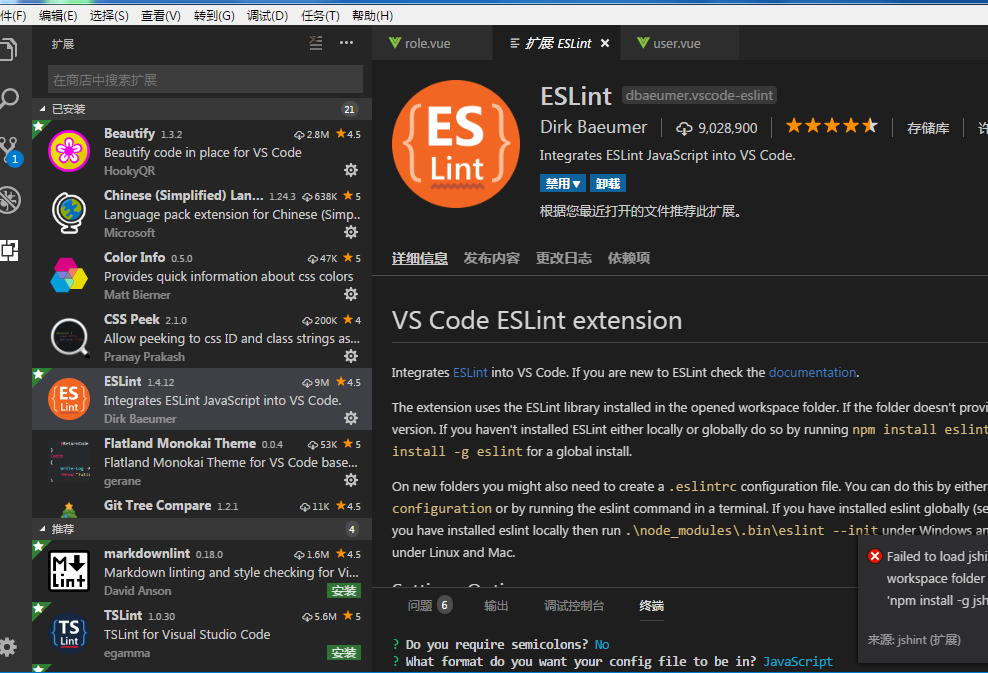 件(F) 编辑(E) 选择(S) 查看(V) 转到(G) 调试(D) 任务(T) 帮助(H)
扩展
在商店中搜索扩展
已安装 21
Beautify 1.3.2 2.8M 4.5
Beautify code in place for VS Code
HookyQR
Chinese (Simplified) Lan... 1.24.3 638K 5
Language pack extension for Chinese (Simp...
Microsoft
Color Info 0.5.0 47K 5
Provides quick information about css colors
Matt Bierner
CSS Peek 2.1.0 200K 4
Allow peeking to css ID and class strings as...
Pranay Prakash
ESLint 1.4.12 9M 4.5
Integrates ESLint JavaScript into VS Code.
Dirk Baeumer
Flatland Monokai Theme 0.0.4 53K 5
Flatland Monokai Theme for VS Code base...
gerane
Git Tree Compare 1.2.1 11K 4.5
推荐 4
markdownlint 0.18.0 1.6M 4.5
Markdown linting and style checking for Vi...
David Anson
安装
TSLint 1.0.30 5.6M 5
TSLint for Visual Studio Code
egamma
安装
1
ES
Lint
M
Lint
TS
Lint
role.vue
扩展: ESLint
user.vue
ES
Lint
ESLint dbaeumer.vscode-eslint
Dirk Baeumer 9,028,900 存储库 许
Integrates ESLint JavaScript into VS Code.
禁用 卸载
根据您最近打开的文件推荐此扩展。
详细信息 发布内容 更改日志 依赖项
VS Code ESLint extension
Integrates ESLint into VS Code. If you are new to ESLint check the documentation.
The extension uses the ESLint library installed in the opened workspace folder. If the folder doesn't provi
version. If you haven't installed ESLint either locally or globally do so by running npm install eslint
install -g eslint for a global install.
On new folders you might also need to create a .eslintrc configuration file. You can do this by either
configuration or by running the eslint command in a terminal. If you have installed eslint globally (se
you have installed eslint locally then run .\node_modules\.bin\eslint --init under Windows an
under Linux and Mac.
Failed to load jshi
workspace folder
'npm install -g jsh
来源: jshint (扩展)
问题 6 输出 调试控制台 终端
? Do you require semicolons? No
? What format do you want your config file to be in? JavaScript